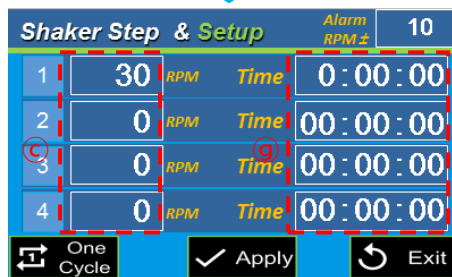 Shaker Step & Setup Alarm RPM± 10
1 30 RPM Time 0:00:00
2 0 RPM Time 00:00:00
ⓒ ⓖ
3 0 RPM Time 00:00:00
4 0 RPM Time 00:00:00
1 One Cycle Apply Exit